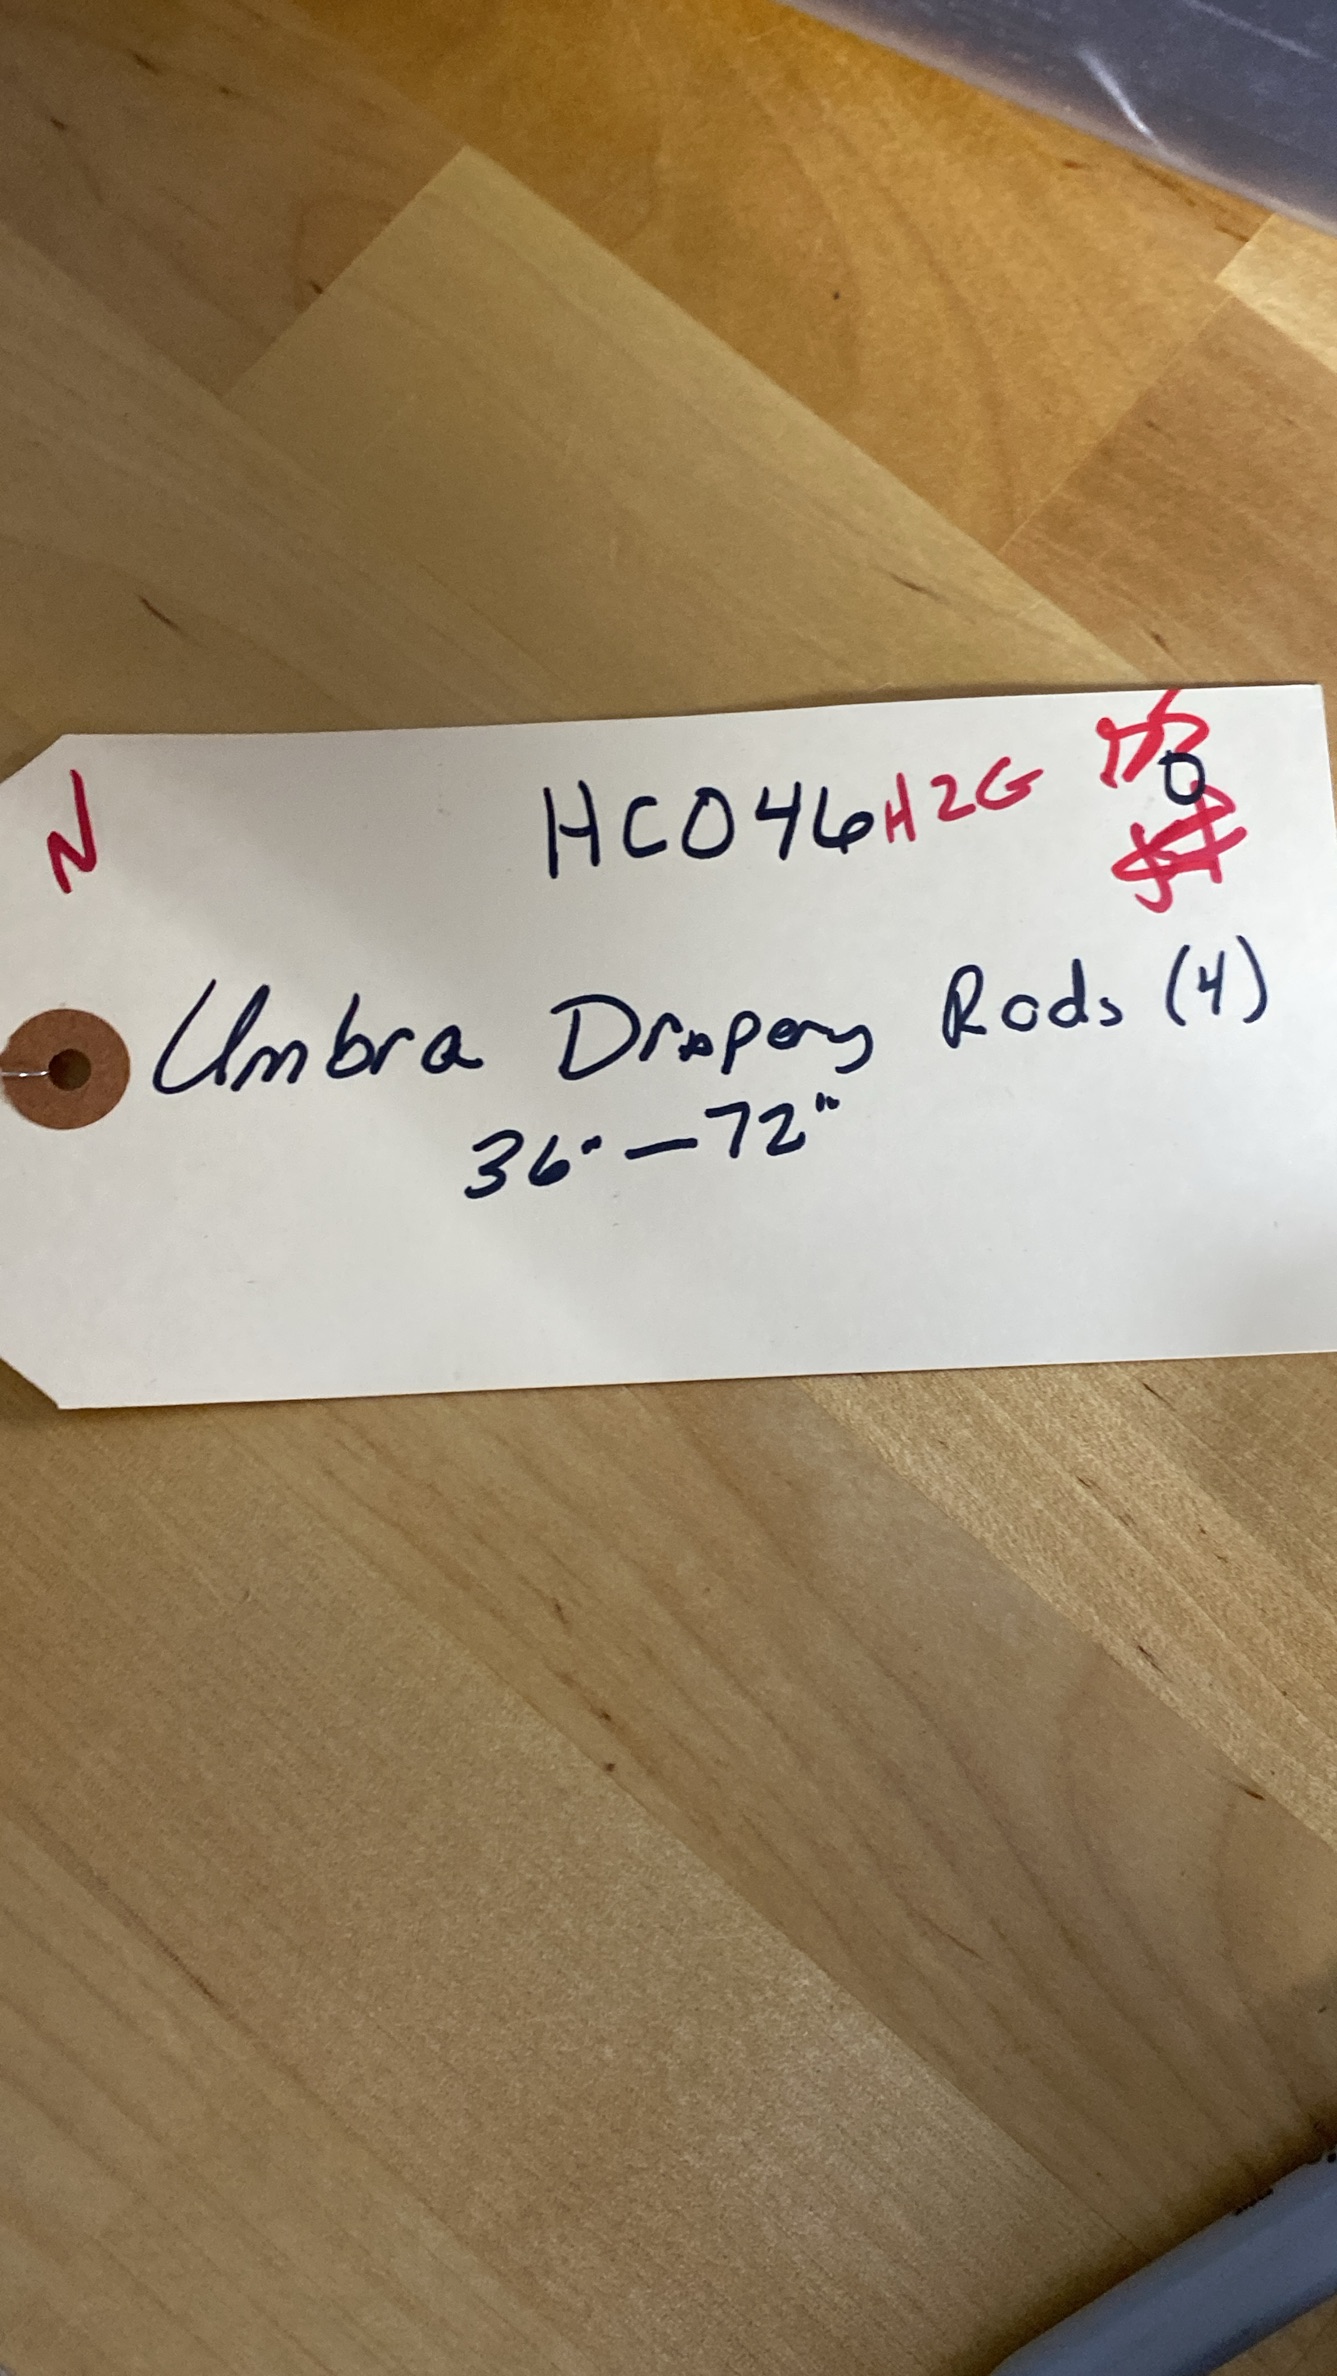 N HC046H2G O
Umbra Drapery Rods (4)
36"-72"